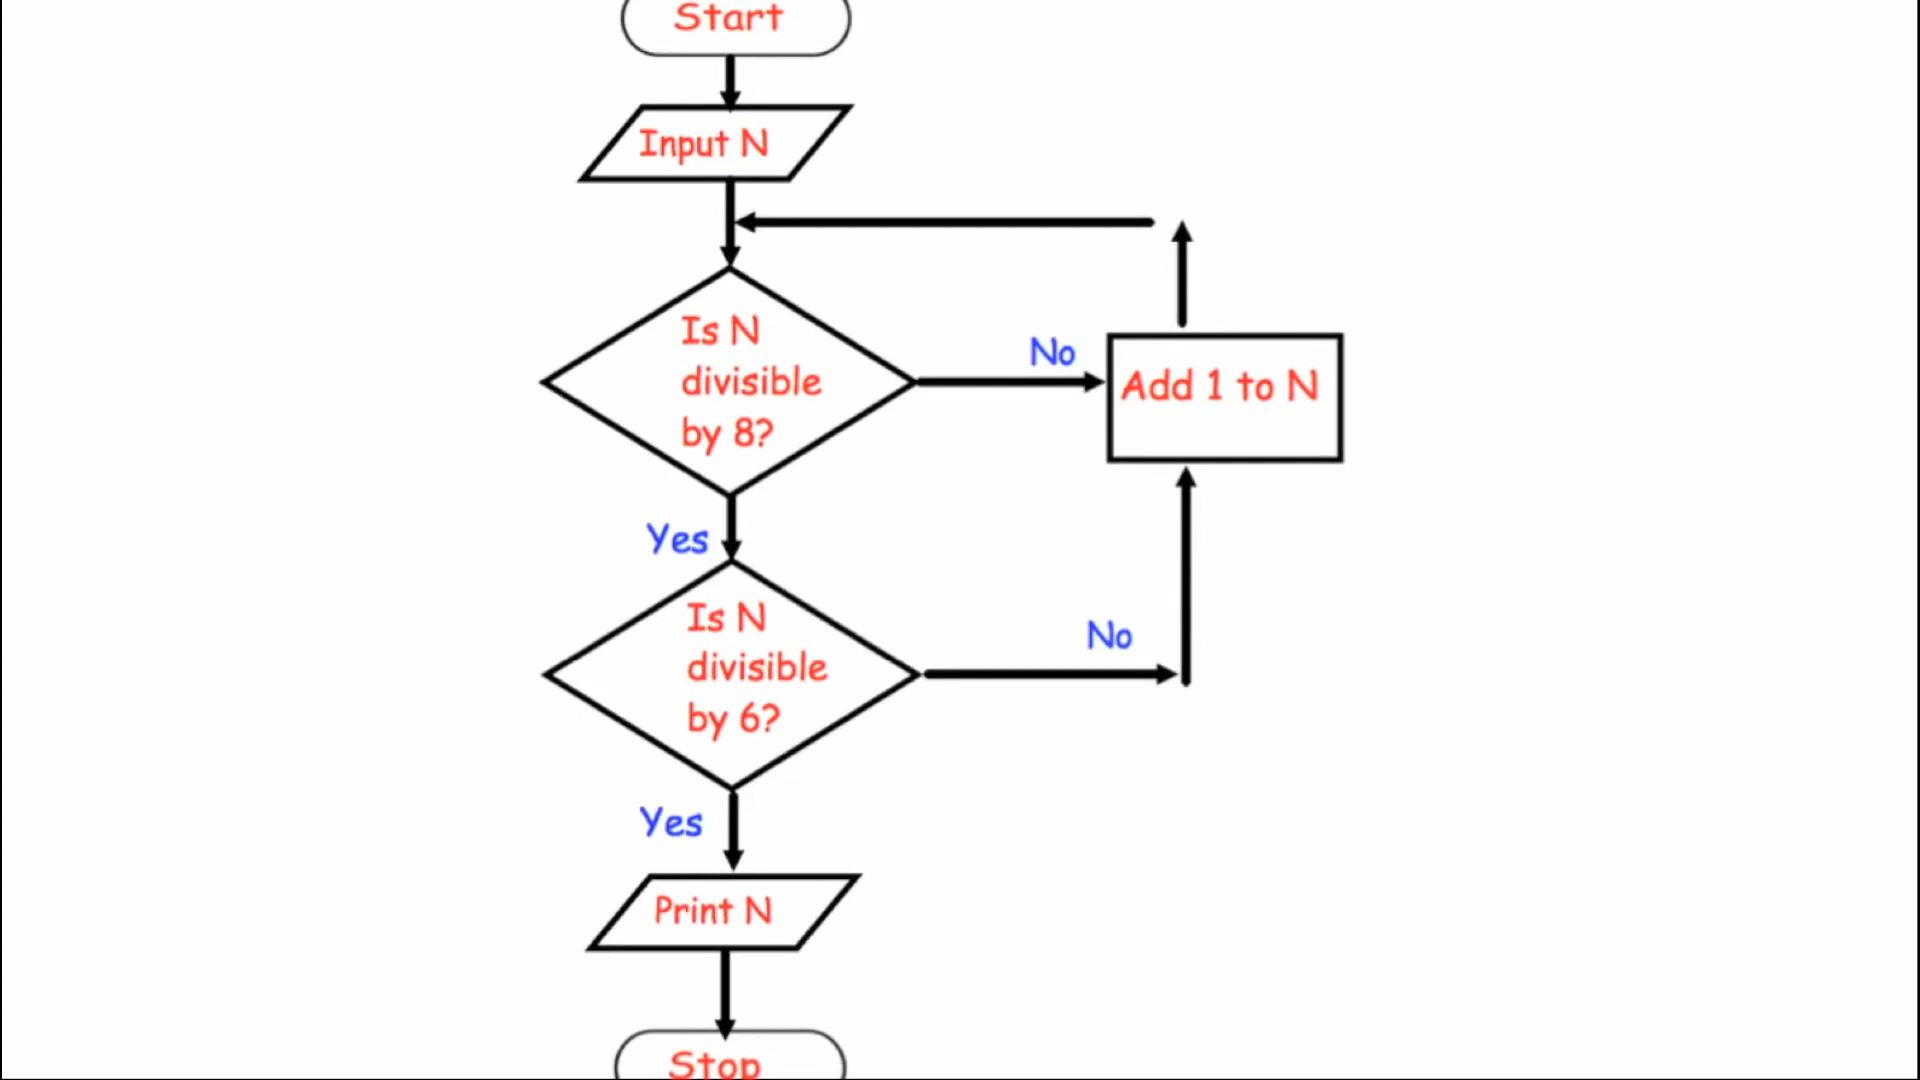 Start
Input N
Is N
divisible
by 8?
No
Add 1 to N
Yes
Is N
divisible
by 6?
No
Yes
Print N
Stop